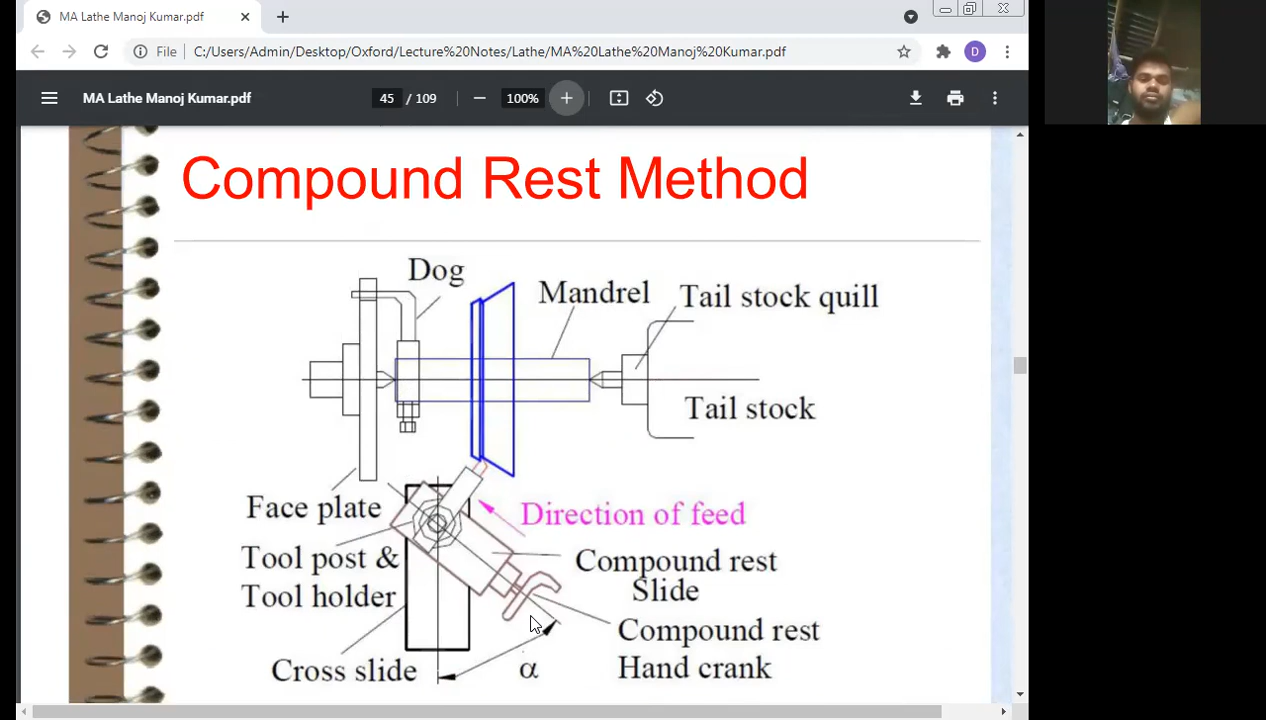 MA Lathe Manoj Kumar.pdf
File
C:/Users/Admin/Desktop/Oxford/Lecture%20Notes/Lathe/MA%20Lathe%20Manoj%20Kumar.pdf
D
MA Lathe Manoj Kumar.pdf
45 / 109
100%
Compound Rest Method
Dog
Mandrel
Tail stock quill
Tail stock
Face plate
Direction of feed
Tool post &
Tool holder
Compound rest
Slide
Compound rest
Hand crank
Cross slide
α